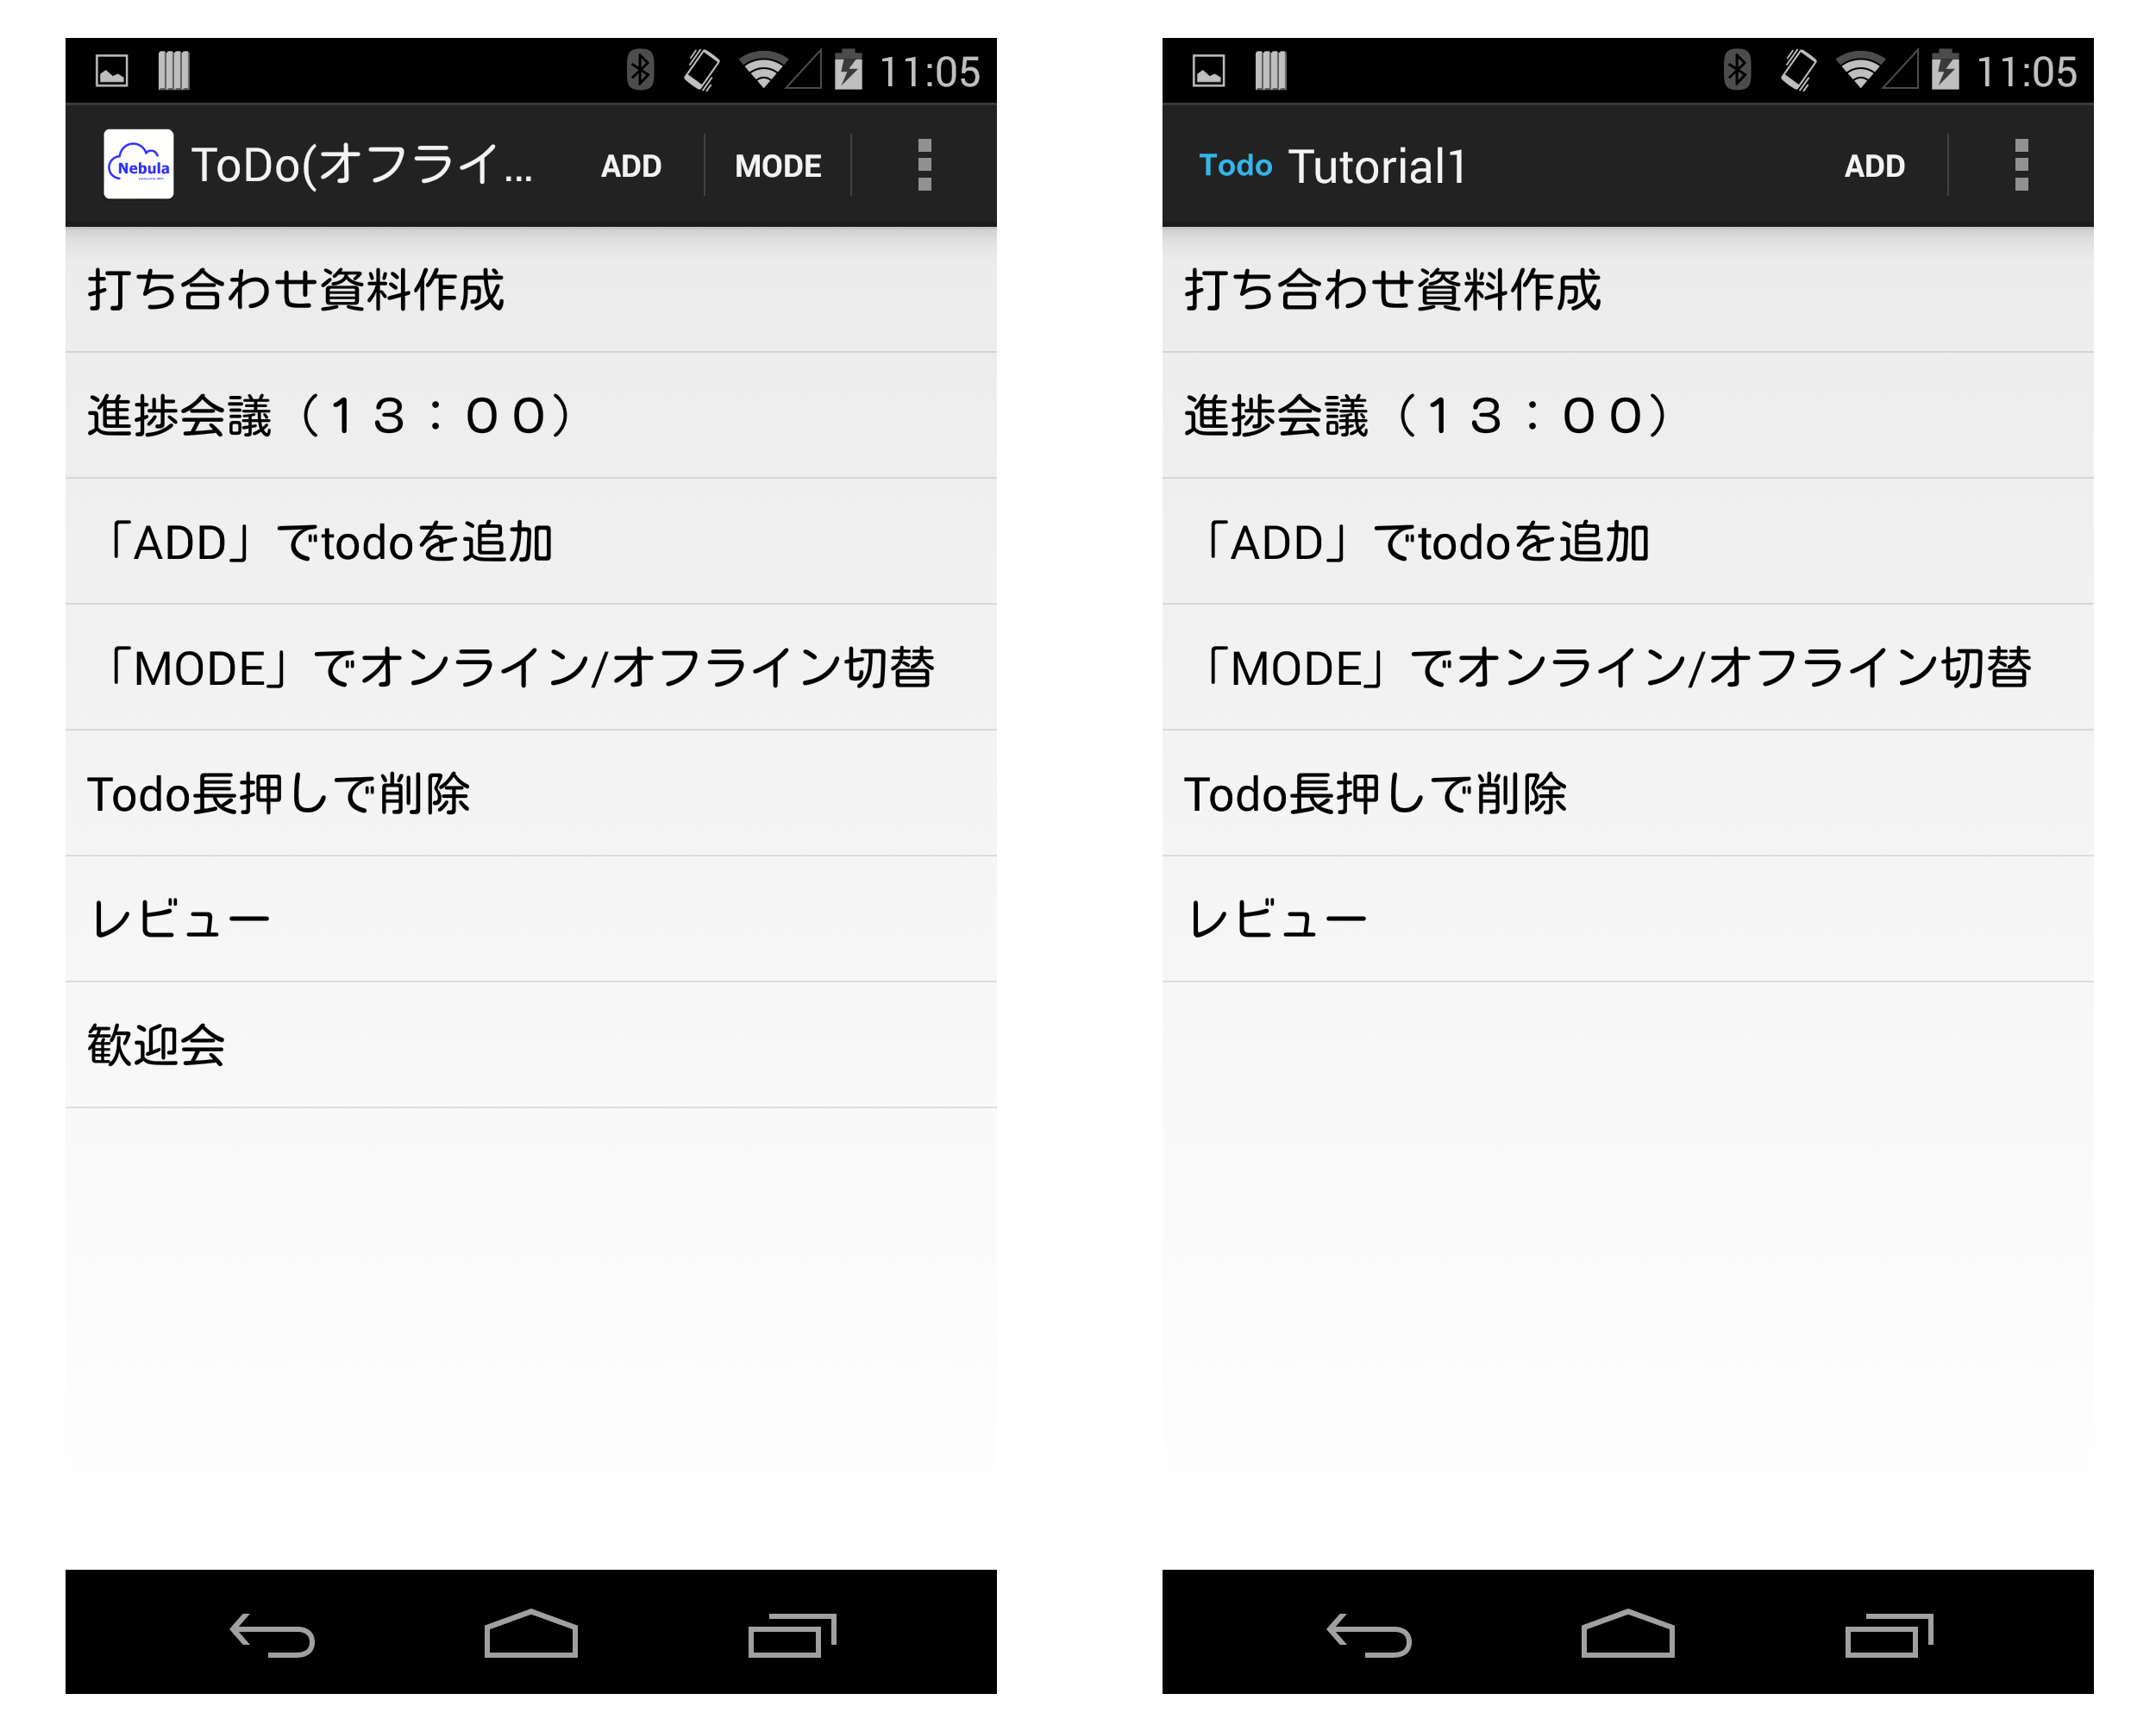 11:05
Nebula
ToDo(オフライ...
ADD
MODE
打ち合わせ資料作成
進捗会議（１３：００）
「ADD」でtodoを追加
「MODE」でオンライン/オフライン切替
Todo長押しで削除
レビュー
歓迎会
11:05
Todo
Tutorial1
ADD
打ち合わせ資料作成
進捗会議（１３：００）
「ADD」でtodoを追加
「MODE」でオンライン/オフライン切替
Todo長押しで削除
レビュー